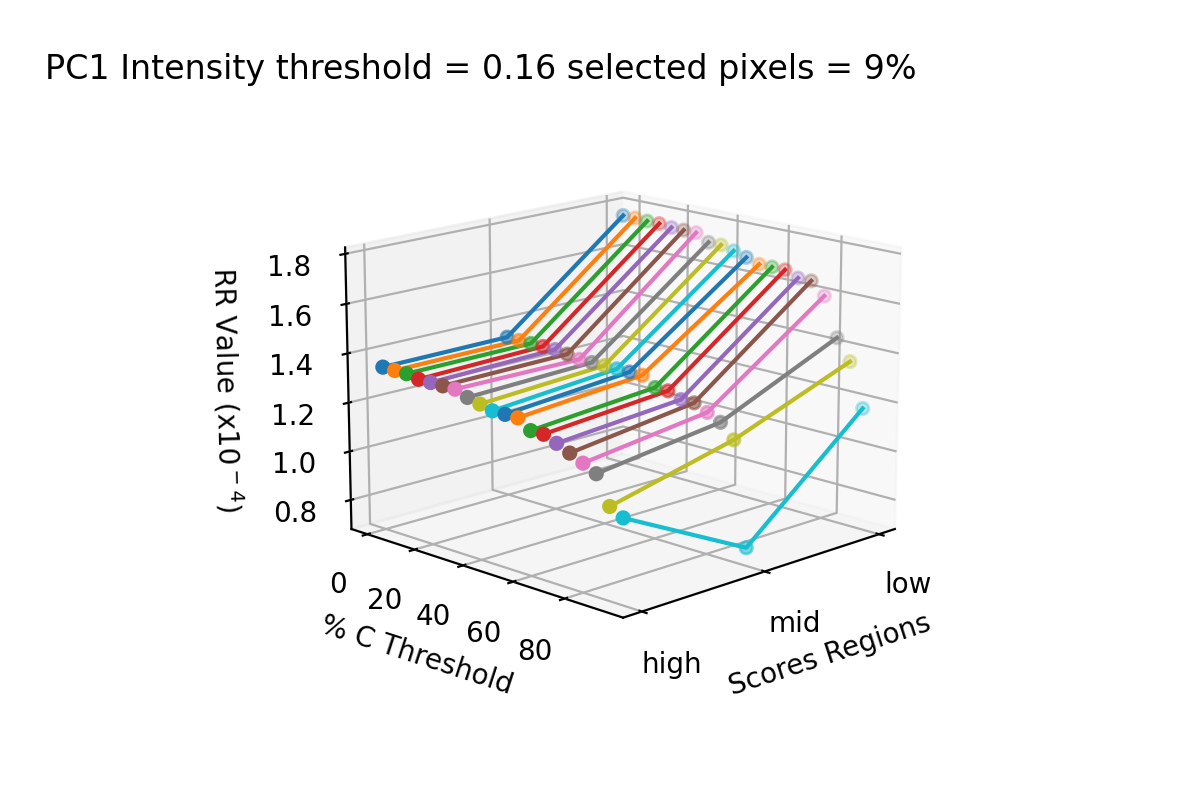 PC1 Intensity threshold = 0.16 selected pixels = 9%
RR Value (x10⁻⁴)
1.8
1.6
1.4
1.2
1.0
0.8
0
20
40
60
80
% C Threshold
high
mid
low
Scores Regions